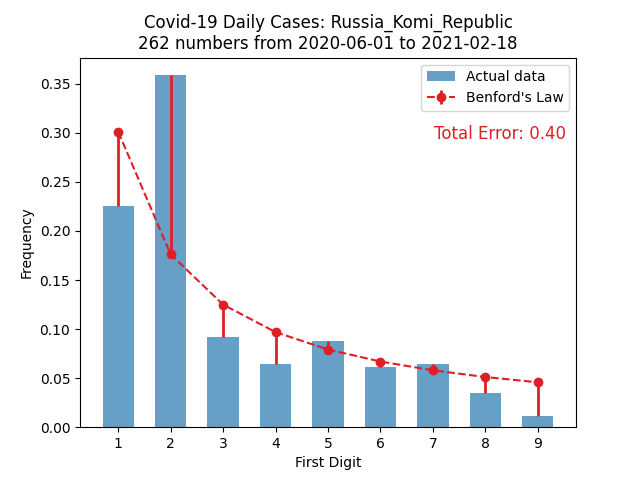 Covid-19 Daily Cases: Russia_Komi_Republic
262 numbers from 2020-06-01 to 2021-02-18
Actual data
Benford's Law
Total Error: 0.40
Frequency
0.35
0.30
0.25
0.20
0.15
0.10
0.05
0.00
1 2 3 4 5 6 7 8 9
First Digit